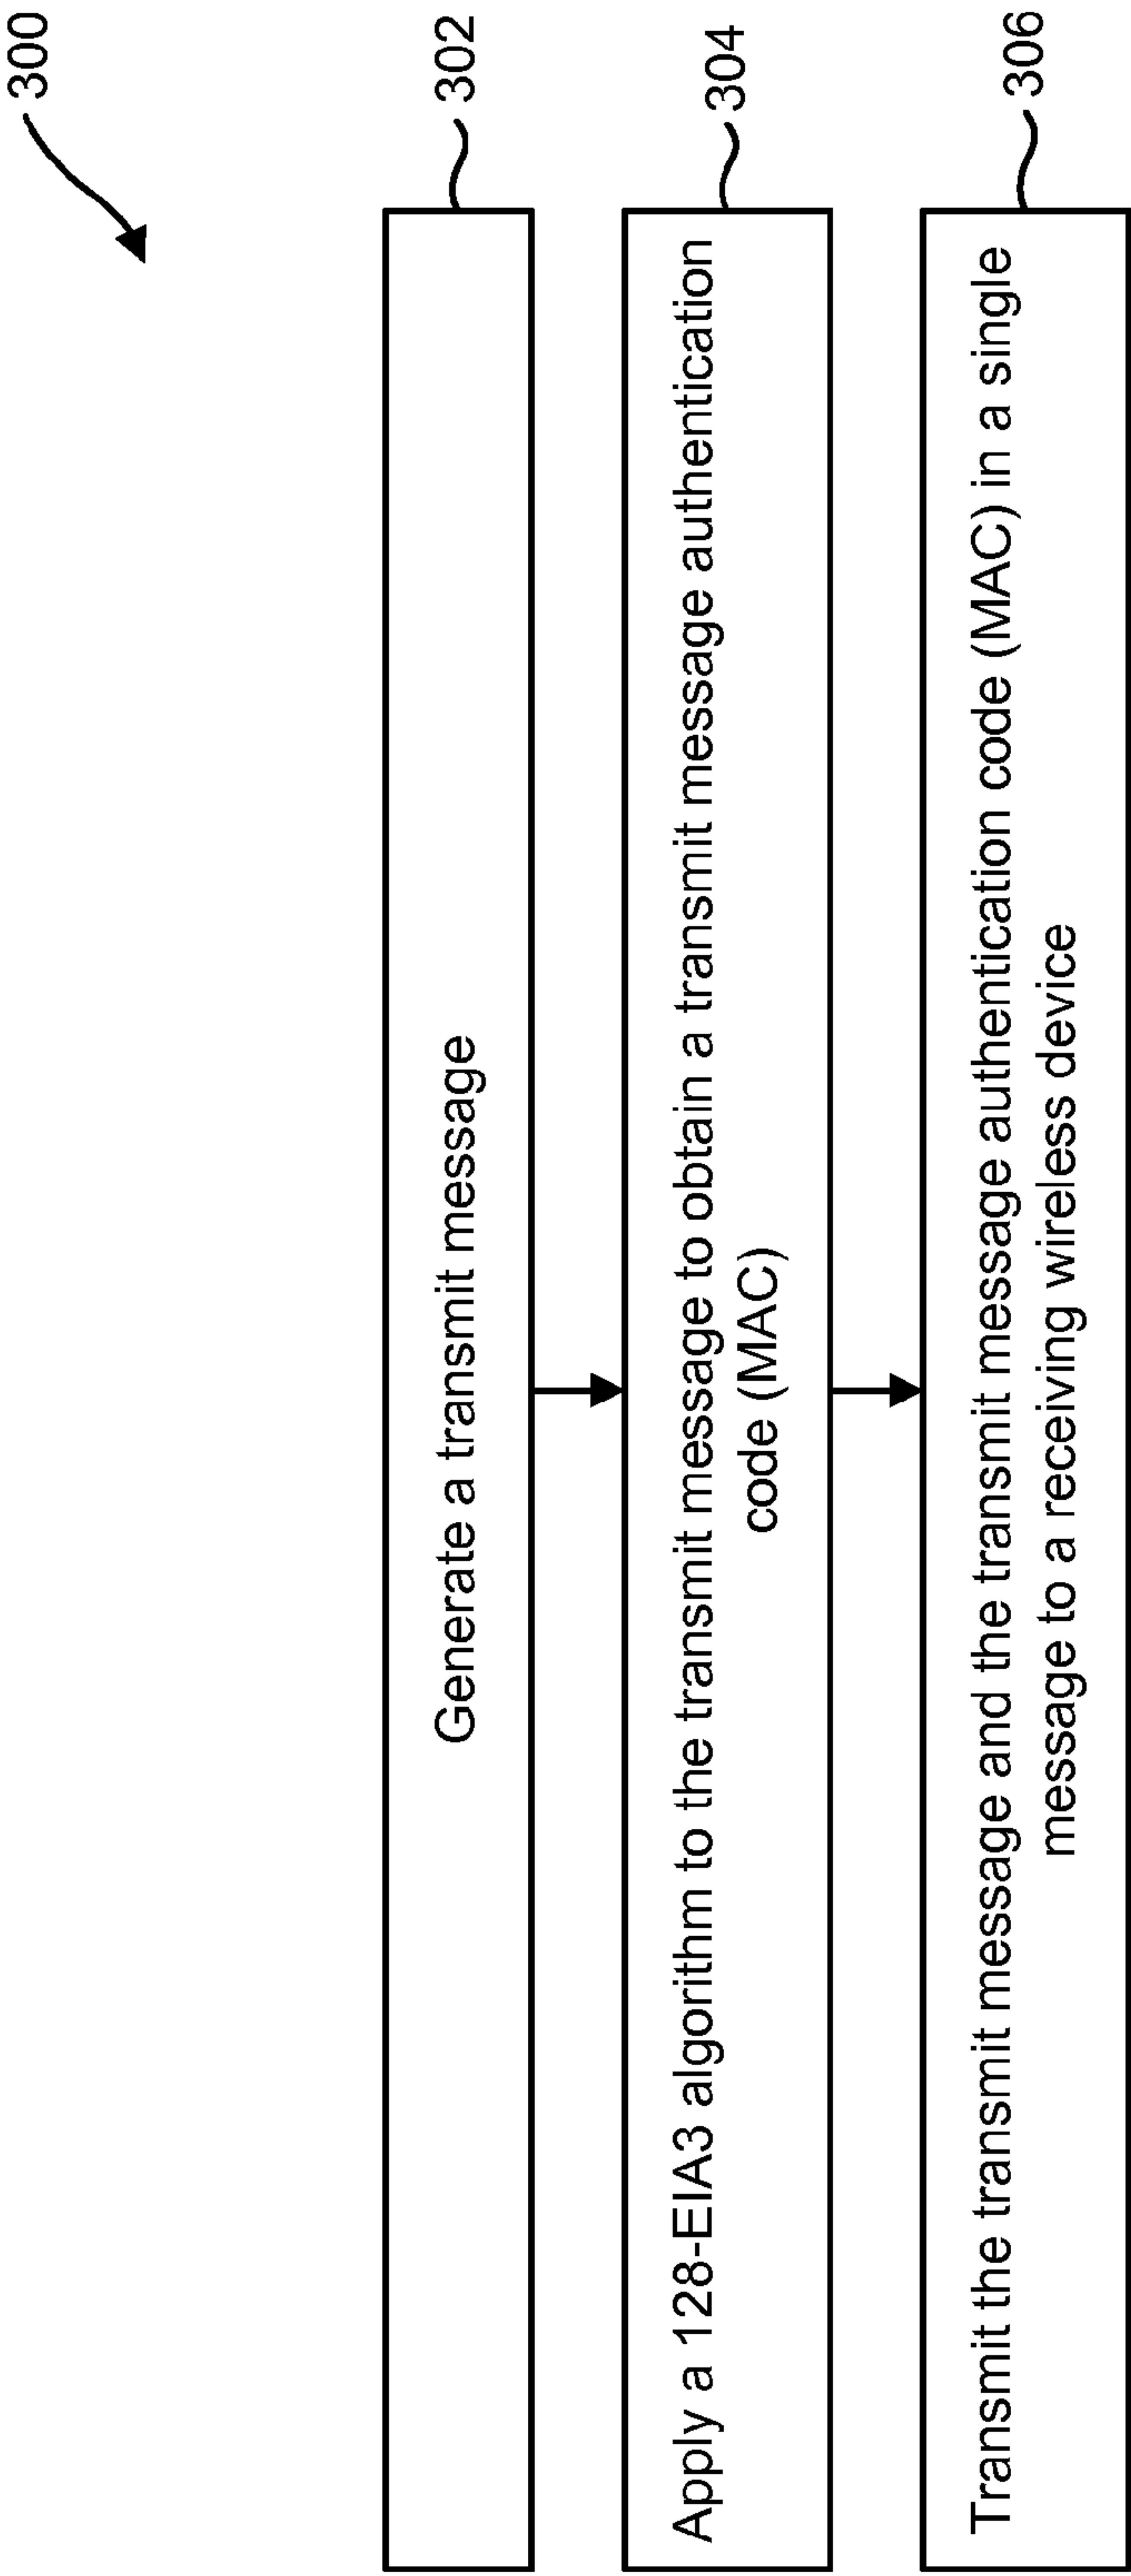 300
302
Generate a transmit message
304
Apply a 128-EIA3 algorithm to the transmit message to obtain a transmit message authentication
code (MAC)
306
Transmit the transmit message and the transmit message authentication code (MAC) in a single
message to a receiving wireless device